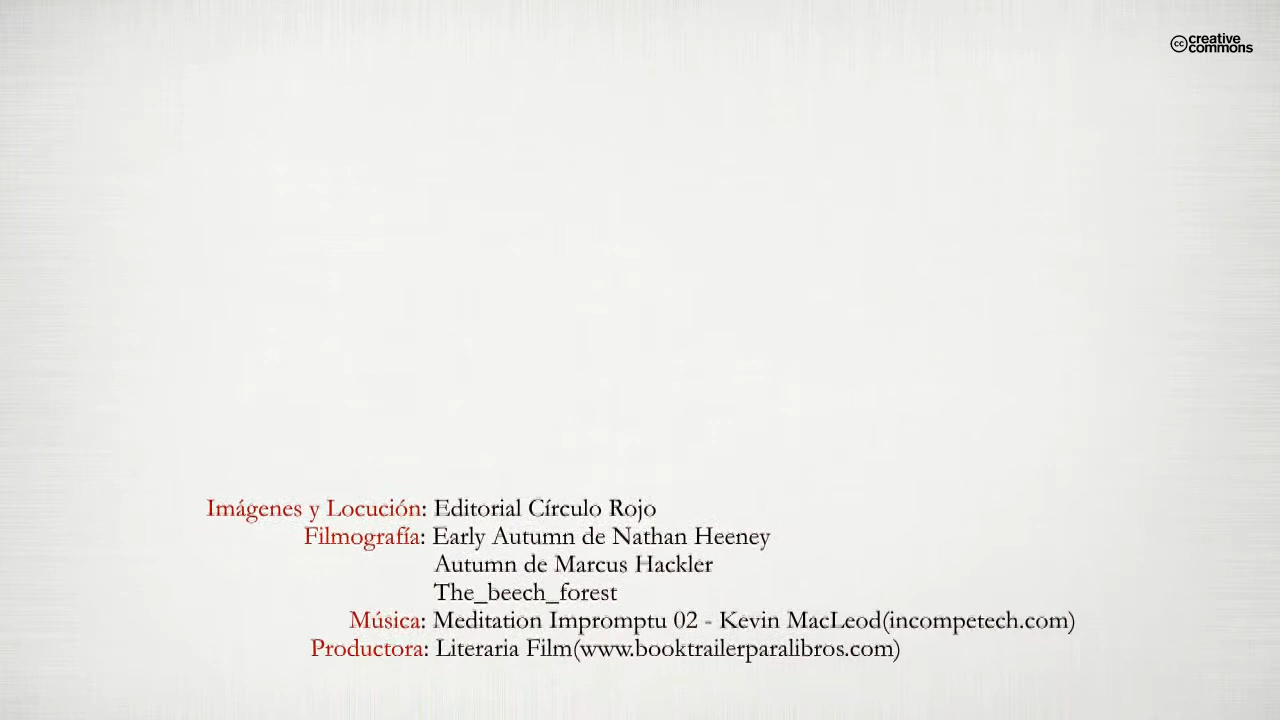 cc creative
commons
Imágenes y Locución: Editorial Círculo Rojo
Filmografía: Early Autumn de Nathan Heeney
Autumn de Marcus Hackler
The_beech_forest
Música: Meditation Impromptu 02 - Kevin MacLeod(incompetech.com)
Productora: Literaria Film(www.booktrailerparalibros.com)